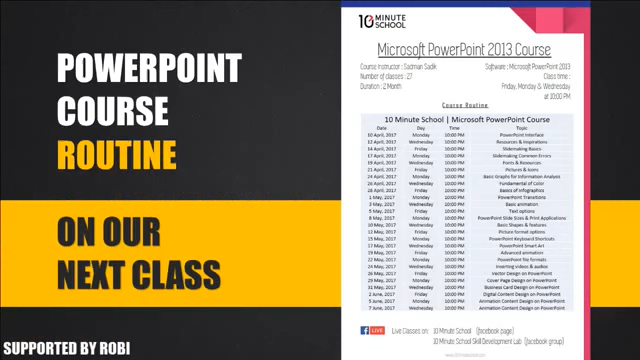 POWERPOINT
COURSE
ROUTINE
ON OUR
NEXT CLASS
SUPPORTED BY ROBI
10 MINUTE
SCHOOL
Microsoft PowerPoint 2013 Course
Course Instructor : Sadman Sadik
Software : Microsoft PowerPoint 2013
Number of classes : 27
Class time :
Duration : 2 Month
Friday, Monday & Wednesday
at 10:00 PM
Course Routine
10 Minute School | Microsoft PowerPoint Course
Date Day Time Topic
10 April, 2017 Monday 10:00 PM PowerPoint Interface
12 April, 2017 Wednesday 10:00 PM Resources & Inspirations
14 April, 2017 Friday 10:00 PM Slidemaking Basics
17 April, 2017 Monday 10:00 PM Slidemaking Common Errors
19 April, 2017 Wednesday 10:00 PM Fonts & Resources
21 April, 2017 Friday 10:00 PM Pictures & Icons
24 April, 2017 Monday 10:00 PM Basic Graphs for Information Analysis
26 April, 2017 Wednesday 10:00 PM Fundamental of Color
28 April, 2017 Friday 10:00 PM Basics of Infographics
1 May, 2017 Monday 10:00 PM PowerPoint Transitions
3 May, 2017 Wednesday 10:00 PM Basic animation
5 May, 2017 Friday 10:00 PM Text options
8 May, 2017 Monday 10:00 PM PowerPoint Slide Sizes & Print Applications
10 May, 2017 Wednesday 10:00 PM Basic Shapes & features
12 May, 2017 Friday 10:00 PM Picture format options
15 May, 2017 Monday 10:00 PM PowerPoint Keyboard Shortcuts
17 May, 2017 Wednesday 10:00 PM PowerPoint Smart Art
19 May, 2017 Friday 10:00 PM Advanced animation
22 May, 2017 Monday 10:00 PM PowerPoint file formats
24 May, 2017 Wednesday 10:00 PM Inserting videos & audios
26 May, 2017 Friday 10:00 PM Vector Design on PowerPoint
29 May, 2017 Monday 10:00 PM Cover Page Design on PowerPoint
31 May, 2017 Wednesday 10:00 PM Business Card Design on PowerPoint
2 June, 2017 Friday 10:00 PM Digital Content Design on PowerPoint
5 June, 2017 Monday 10:00 PM Animation Content Design on PowerPoint
7 June, 2017 Wednesday 10:00 PM Animation Content Design on PowerPoint
f LIVE Live Classes on: 10 Minute School (facebook page)
10 Minute School Skill Development Lab (facebook group)